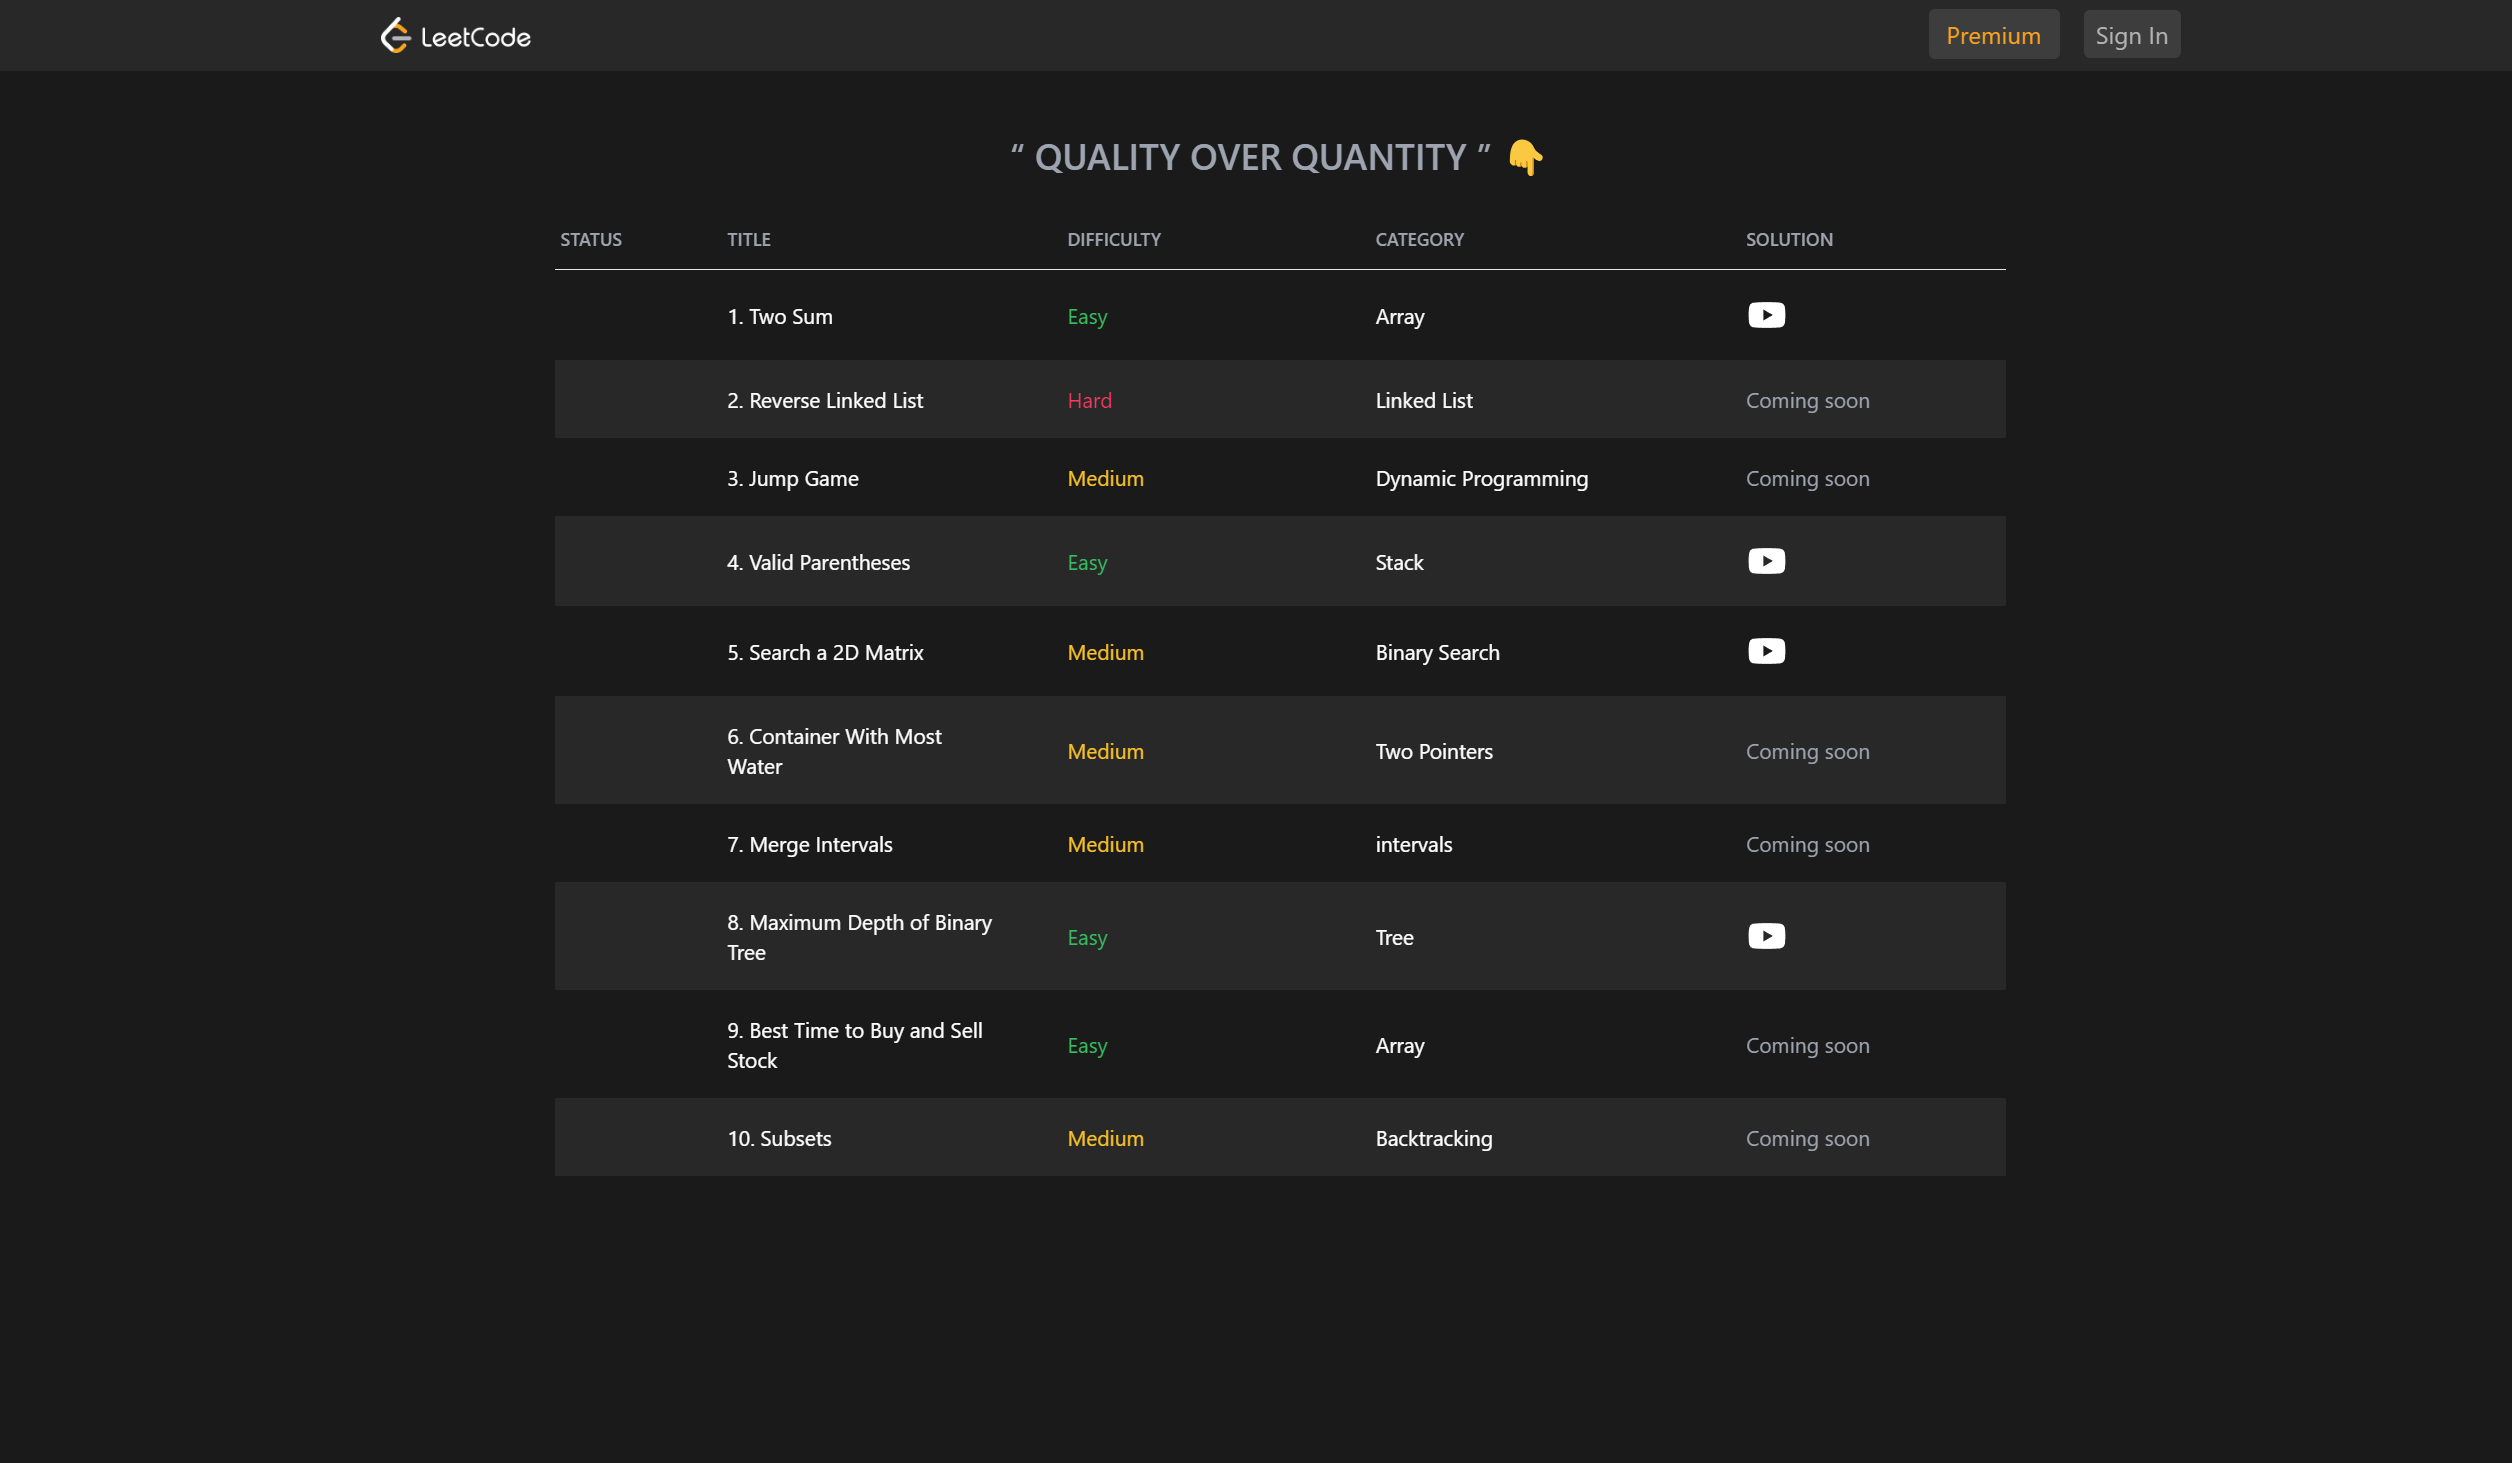 LeetCode
Premium
Sign In
“ QUALITY OVER QUANTITY ” 👇
STATUS TITLE DIFFICULTY CATEGORY SOLUTION
1. Two Sum Easy Array
2. Reverse Linked List Hard Linked List Coming soon
3. Jump Game Medium Dynamic Programming Coming soon
4. Valid Parentheses Easy Stack
5. Search a 2D Matrix Medium Binary Search
6. Container With Most
Water
Medium Two Pointers Coming soon
7. Merge Intervals Medium intervals Coming soon
8. Maximum Depth of Binary
Tree
Easy Tree
9. Best Time to Buy and Sell
Stock
Easy Array Coming soon
10. Subsets Medium Backtracking Coming soon